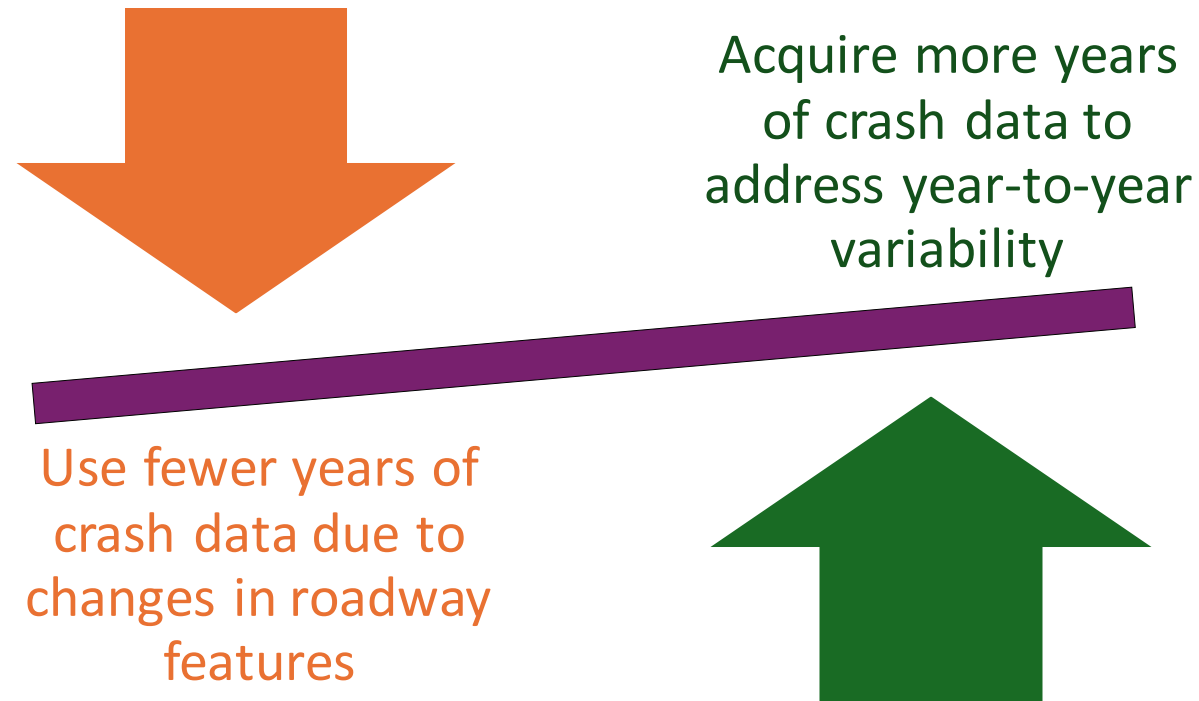 Acquire more years
of crash data to
address year-to-year
variability
Use fewer years of
crash data due to
changes in roadway
features